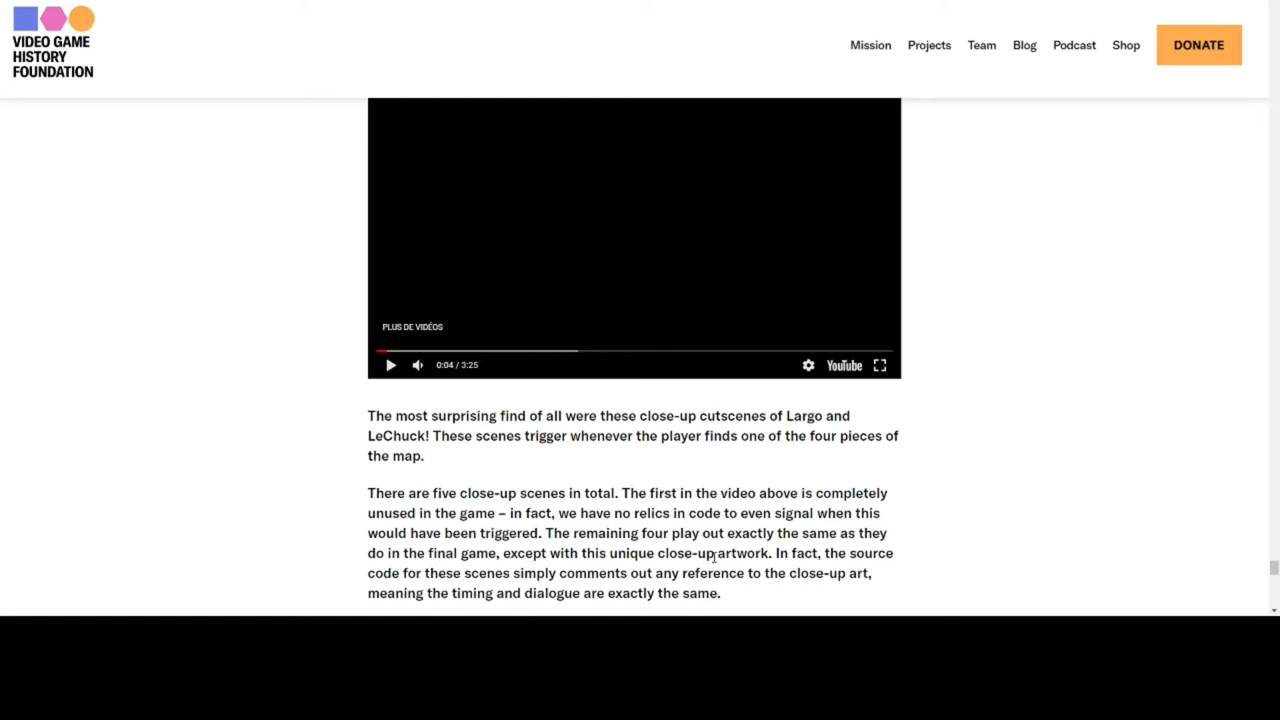 VIDEO GAME
HISTORY
FOUNDATION
Mission Projects Team Blog Podcast Shop DONATE
PLUS DE VIDÉOS
0:04 / 3:25
YouTube
The most surprising find of all were these close-up cutscenes of Largo and
LeChuck! These scenes trigger whenever the player finds one of the four pieces of
the map.
There are five close-up scenes in total. The first in the video above is completely
unused in the game – in fact, we have no relics in code to even signal when this
would have been triggered. The remaining four play out exactly the same as they
do in the final game, except with this unique close-up artwork. In fact, the source
code for these scenes simply comments out any reference to the close-up art,
meaning the timing and dialogue are exactly the same.